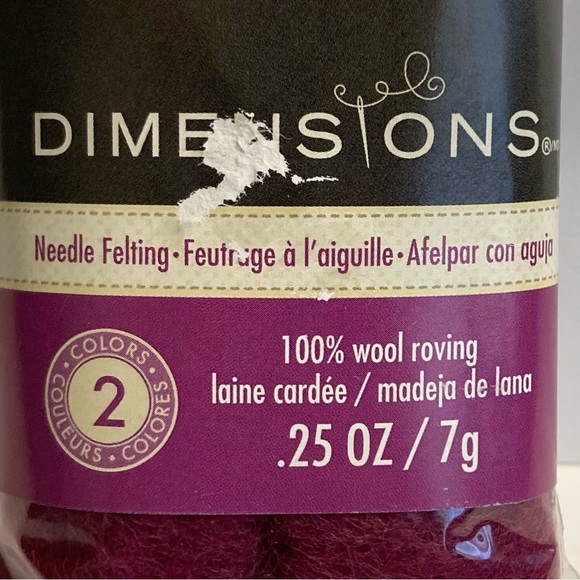 DIMENSIONS®
Needle Felting • Feutrage à l'aiguille • Afelpar con aguja
COLORS • COLORES • COULEURS •
2
100% wool roving
laine cardée / madeja de lana
.25 OZ / 7g